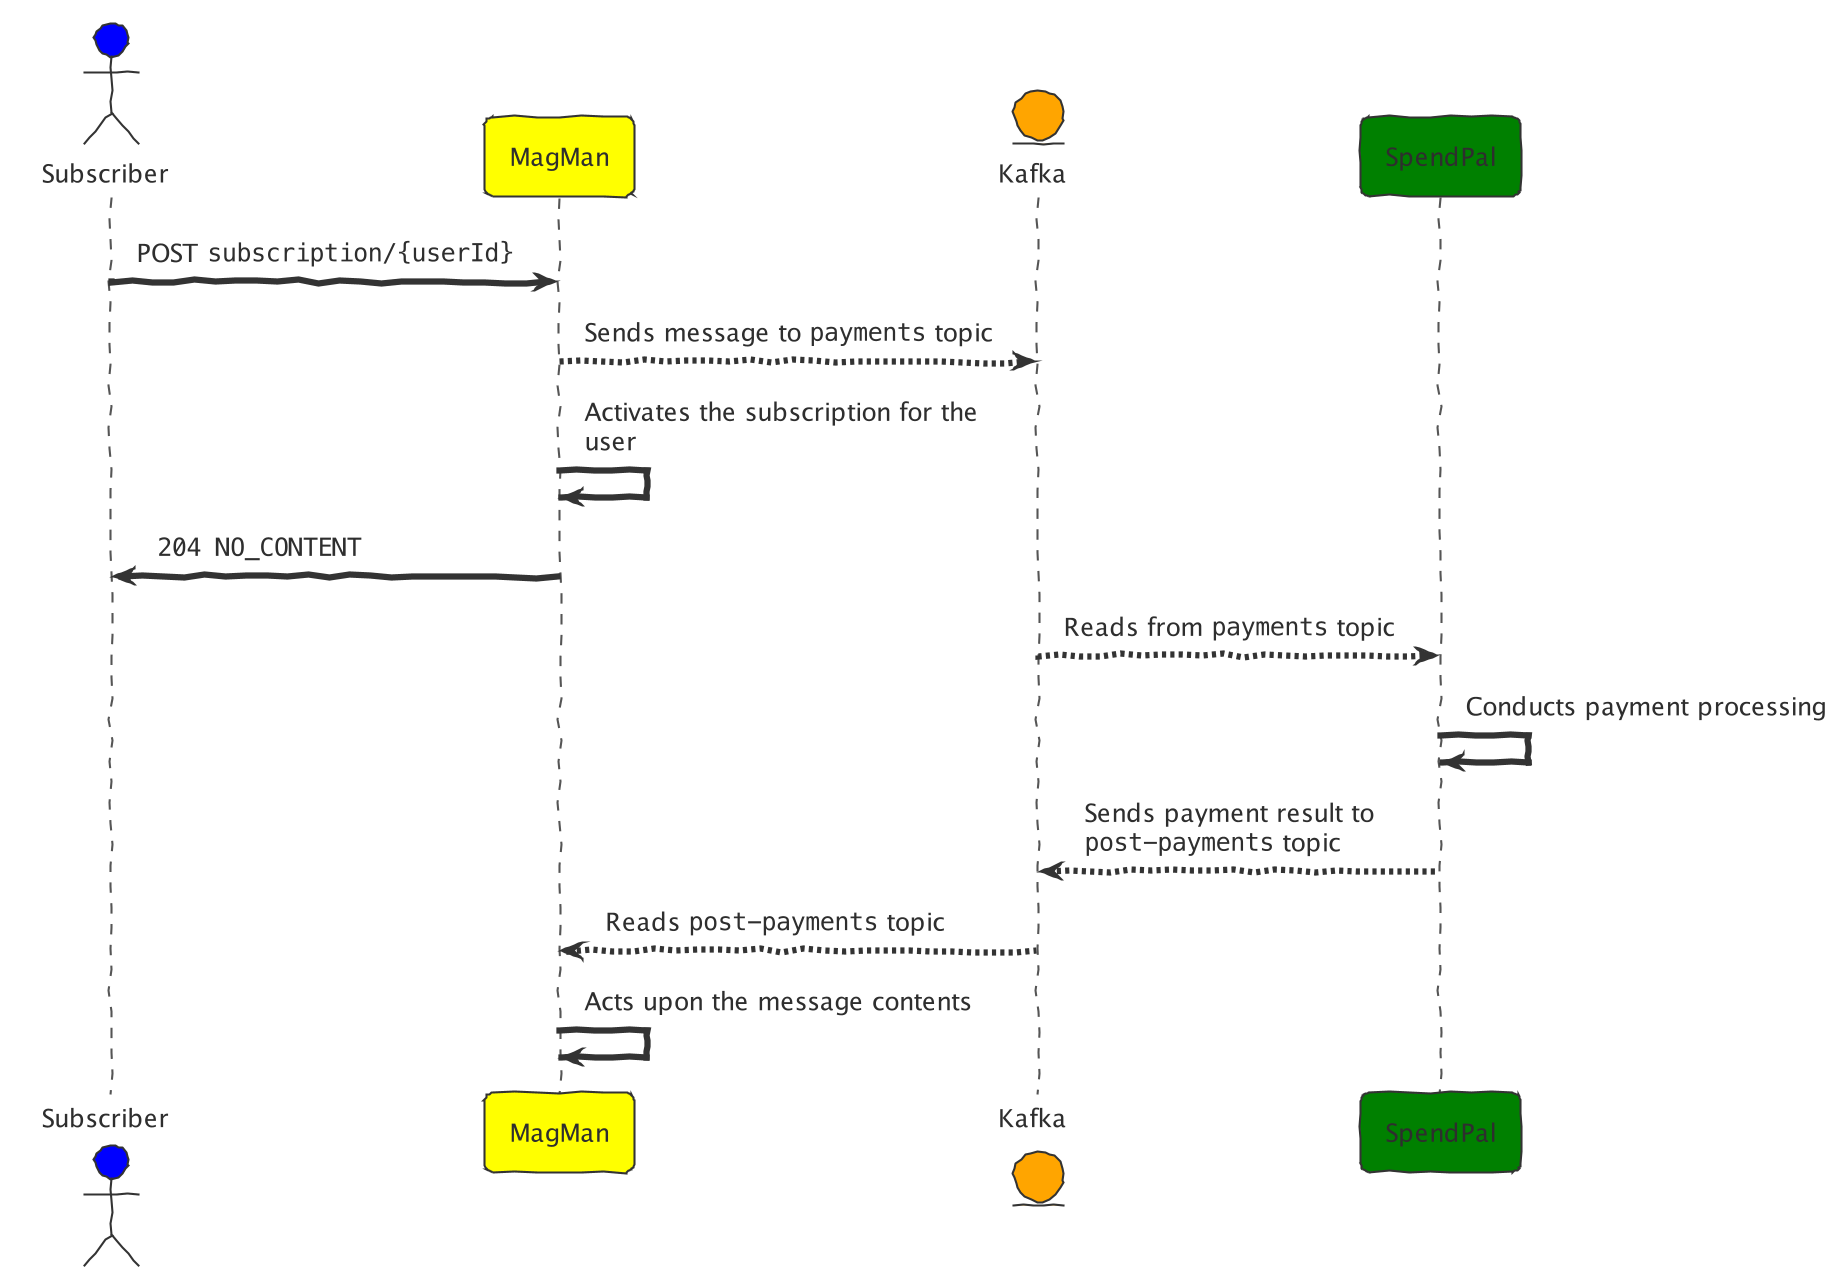 Subscriber
MagMan
Kafka
SpendPal
POST subscription/{userId}
Sends message to payments topic
Activates the subscription for the
user
204 NO_CONTENT
Reads from payments topic
Conducts payment processing
Sends payment result to
post-payments topic
Reads post-payments topic
Acts upon the message contents
Subscriber
MagMan
Kafka
SpendPal